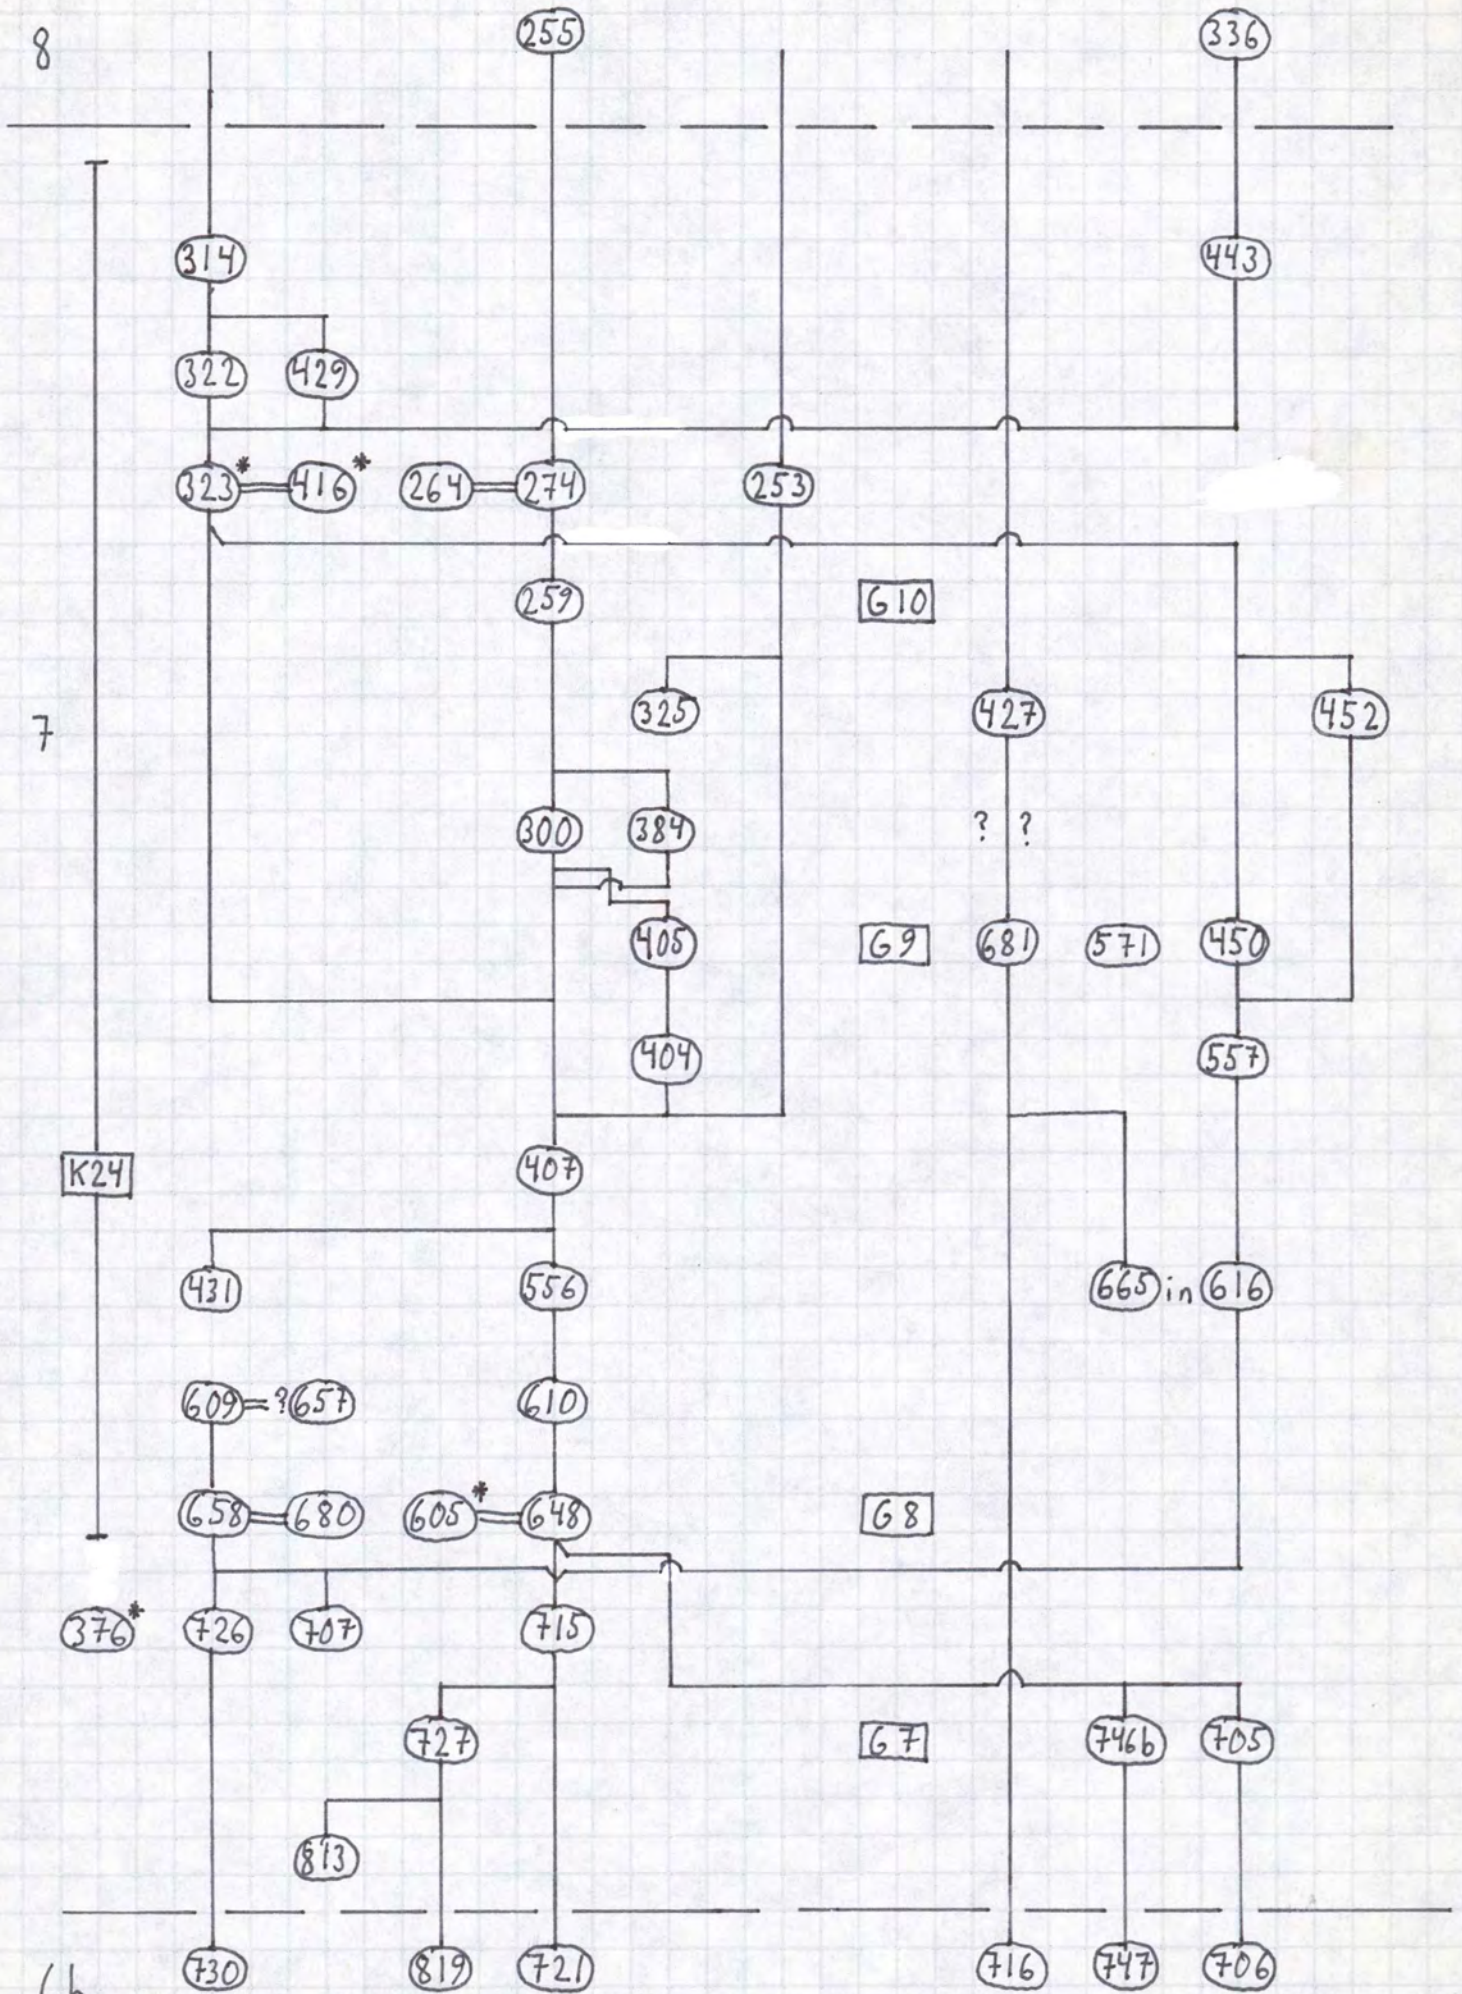 8 255 336
314 443
322 429
323* = 416* 264 = 274 253
259 G10
7 325 427 452
300 384 ? ?
405 G9 681 571 450
404 557
K24 407
431 556 665 in 616
609 = ? 657 610
658 = 680 605* = 648 G8
376* 726 707 715
727 G7 746b 705
813
730 819 721 716 747 706